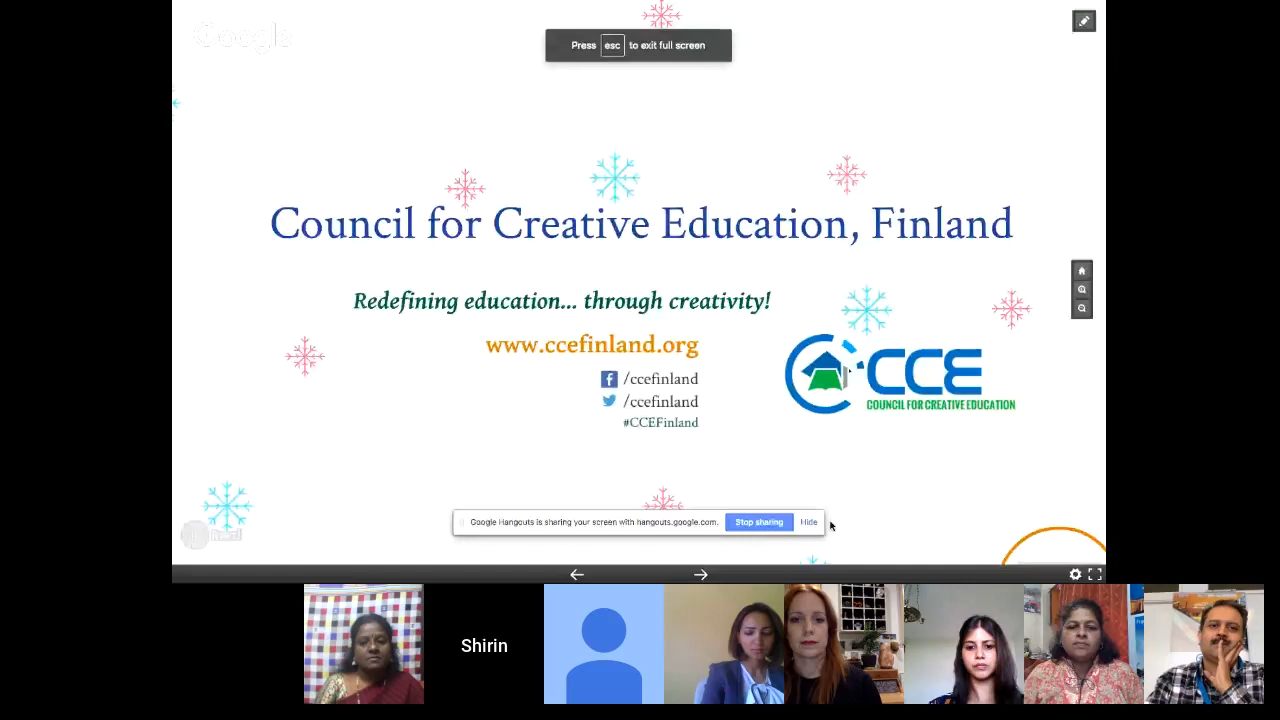 Google
Press esc to exit full screen
Council for Creative Education, Finland
Redefining education... through creativity!
www.ccefinland.org
/ccefinland
/ccefinland
#CCEFinland
CCE
COUNCIL FOR CREATIVE EDUCATION
Google Hangouts is sharing your screen with hangouts.google.com. Stop sharing Hide
Shirin